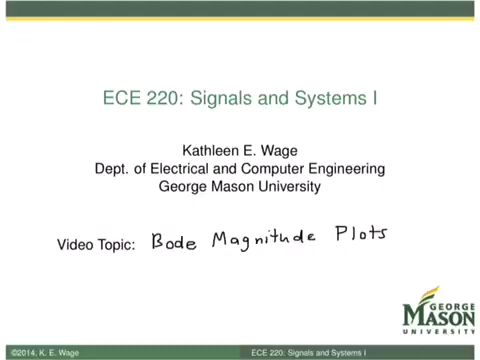 ECE 220: Signals and Systems I
Kathleen E. Wage
Dept. of Electrical and Computer Engineering
George Mason University
Video Topic: Bode Magnitude Plots
GEORGE
MASON
UNIVERSITY
©2014, K. E. Wage
ECE 220: Signals and Systems I